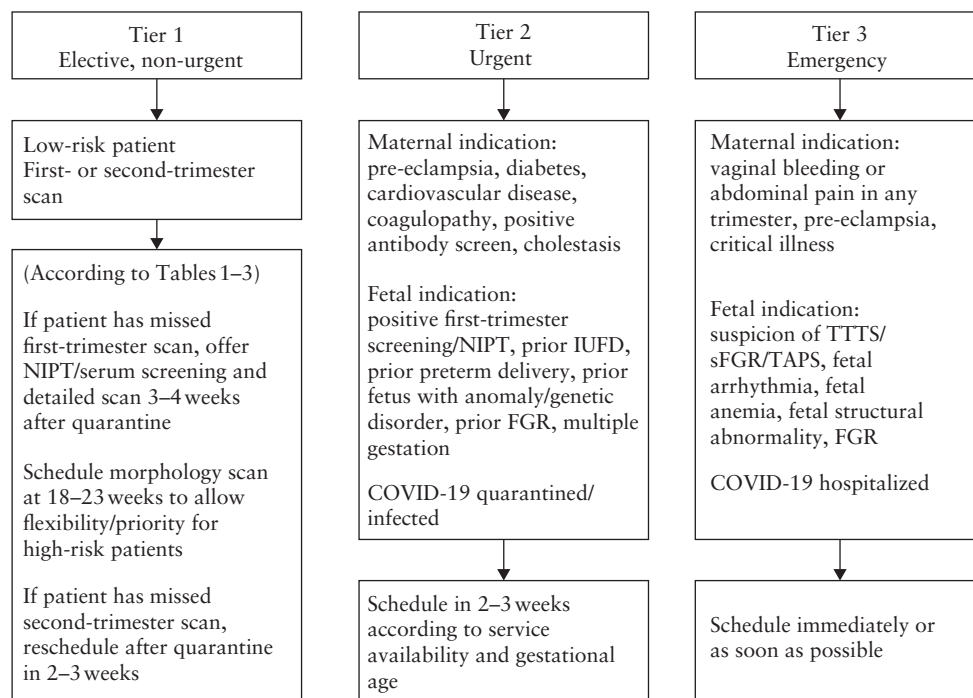 Tier 1
Elective, non-urgent
Low-risk patient
First- or second-trimester
scan
(According to Tables 1–3)
If patient has missed
first-trimester scan, offer
NIPT/serum screening and
detailed scan 3–4 weeks
after quarantine
Schedule morphology scan
at 18–23 weeks to allow
flexibility/priority for
high-risk patients
If patient has missed
second-trimester scan,
reschedule after quarantine
in 2–3 weeks
Tier 2
Urgent
Maternal indication:
pre-eclampsia, diabetes,
cardiovascular disease,
coagulopathy, positive
antibody screen, cholestasis
Fetal indication:
positive first-trimester
screening/NIPT, prior IUFD,
prior preterm delivery, prior
fetus with anomaly/genetic
disorder, prior FGR, multiple
gestation
COVID-19 quarantined/
infected
Schedule in 2–3 weeks
according to service
availability and gestational
age
Tier 3
Emergency
Maternal indication:
vaginal bleeding or
abdominal pain in any
trimester, pre-eclampsia,
critical illness
Fetal indication:
suspicion of TTTS/
sFGR/TAPS, fetal
arrhythmia, fetal
anemia, fetal structural
abnormality, FGR
COVID-19 hospitalized
Schedule immediately or
as soon as possible